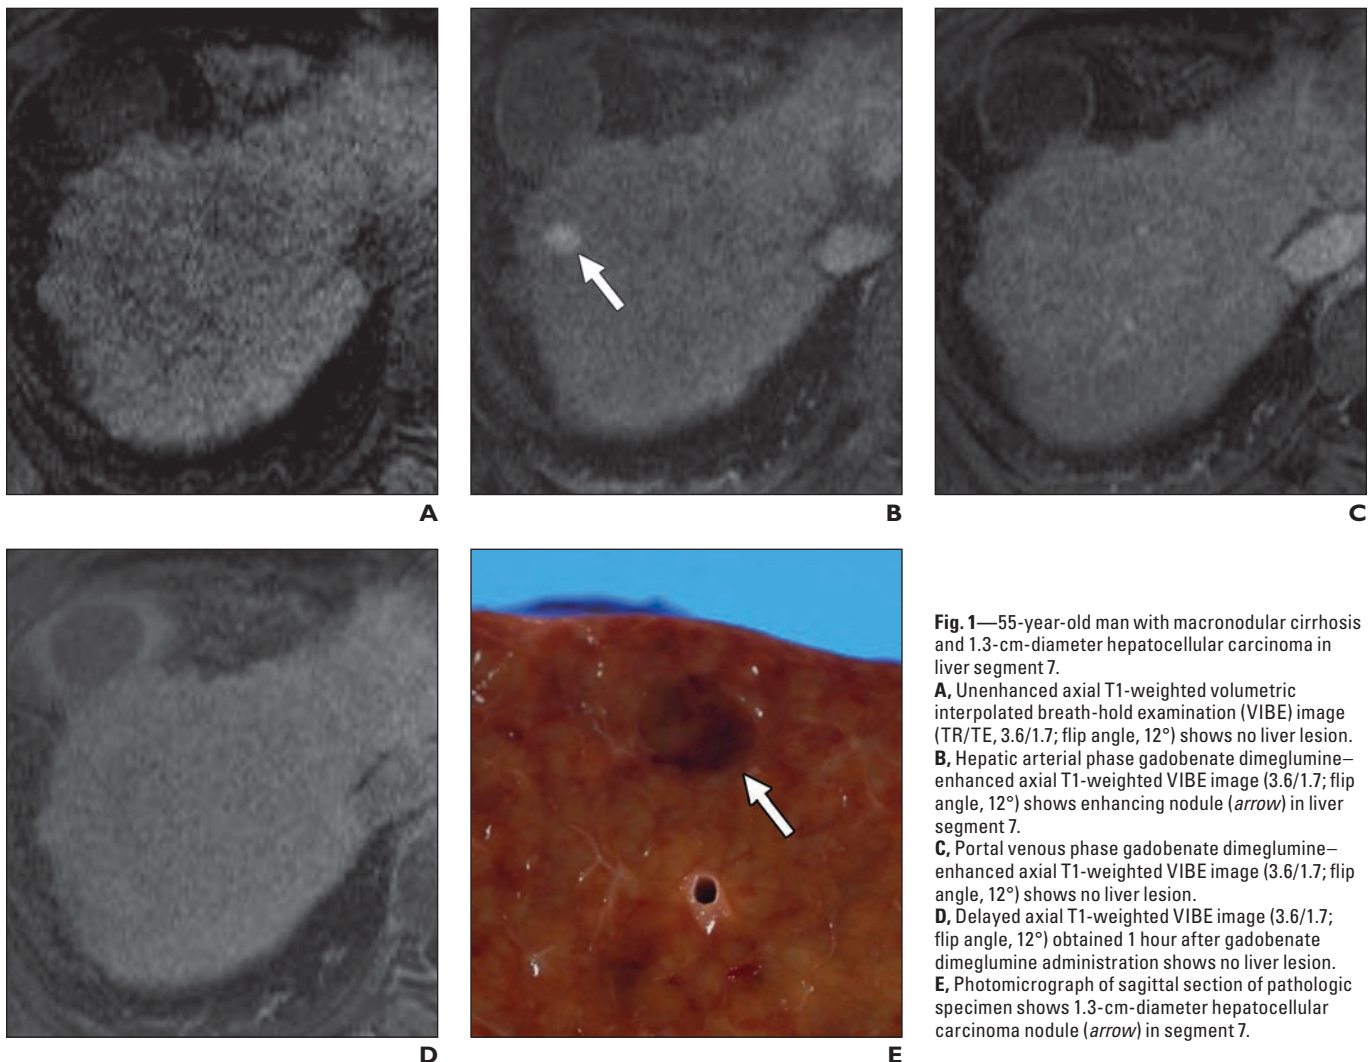 A
B
C
D
E
Fig. 1—55-year-old man with macronodular cirrhosis
and 1.3-cm-diameter hepatocellular carcinoma in
liver segment 7.
A, Unenhanced axial T1-weighted volumetric
interpolated breath-hold examination (VIBE) image
(TR/TE, 3.6/1.7; flip angle, 12°) shows no liver lesion.
B, Hepatic arterial phase gadobenate dimeglumine–
enhanced axial T1-weighted VIBE image (3.6/1.7; flip
angle, 12°) shows enhancing nodule (arrow) in liver
segment 7.
C, Portal venous phase gadobenate dimeglumine–
enhanced axial T1-weighted VIBE image (3.6/1.7; flip
angle, 12°) shows no liver lesion.
D, Delayed axial T1-weighted VIBE image (3.6/1.7;
flip angle, 12°) obtained 1 hour after gadobenate
dimeglumine administration shows no liver lesion.
E, Photomicrograph of sagittal section of pathologic
specimen shows 1.3-cm-diameter hepatocellular
carcinoma nodule (arrow) in segment 7.